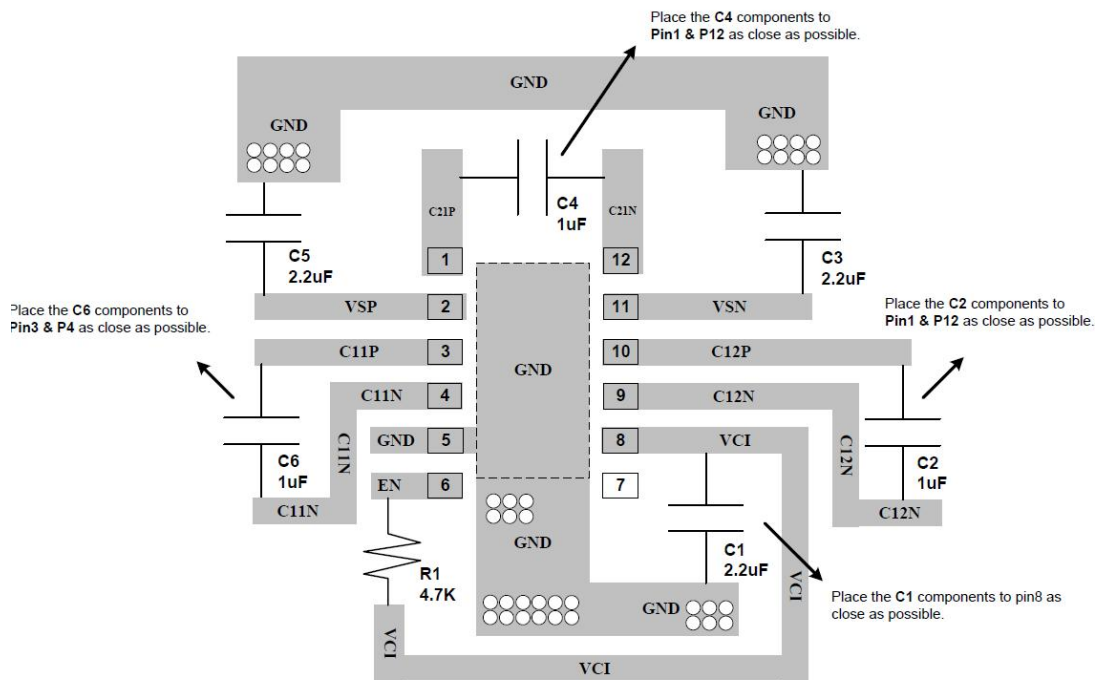 Place the C4 components to
Pin1 & P12 as close as possible.
GND
GND
GND
C21P
C4
1uF
C21N
C5
2.2uF
C3
2.2uF
1
12
Place the C6 components to
Pin3 & P4 as close as possible.
VSP
2
11
VSN
Place the C2 components to
Pin1 & P12 as close as possible.
C11P
3
GND
10
C12P
C11N
4
9
C12N
C11N
GND
5
8
VCI
C12N
C6
1uF
C2
1uF
EN
6
7
C11N
C12N
GND
R1
4.7K
C1
2.2uF
VCI
Place the C1 components to pin8 as
close as possible.
GND
VCI
VCI